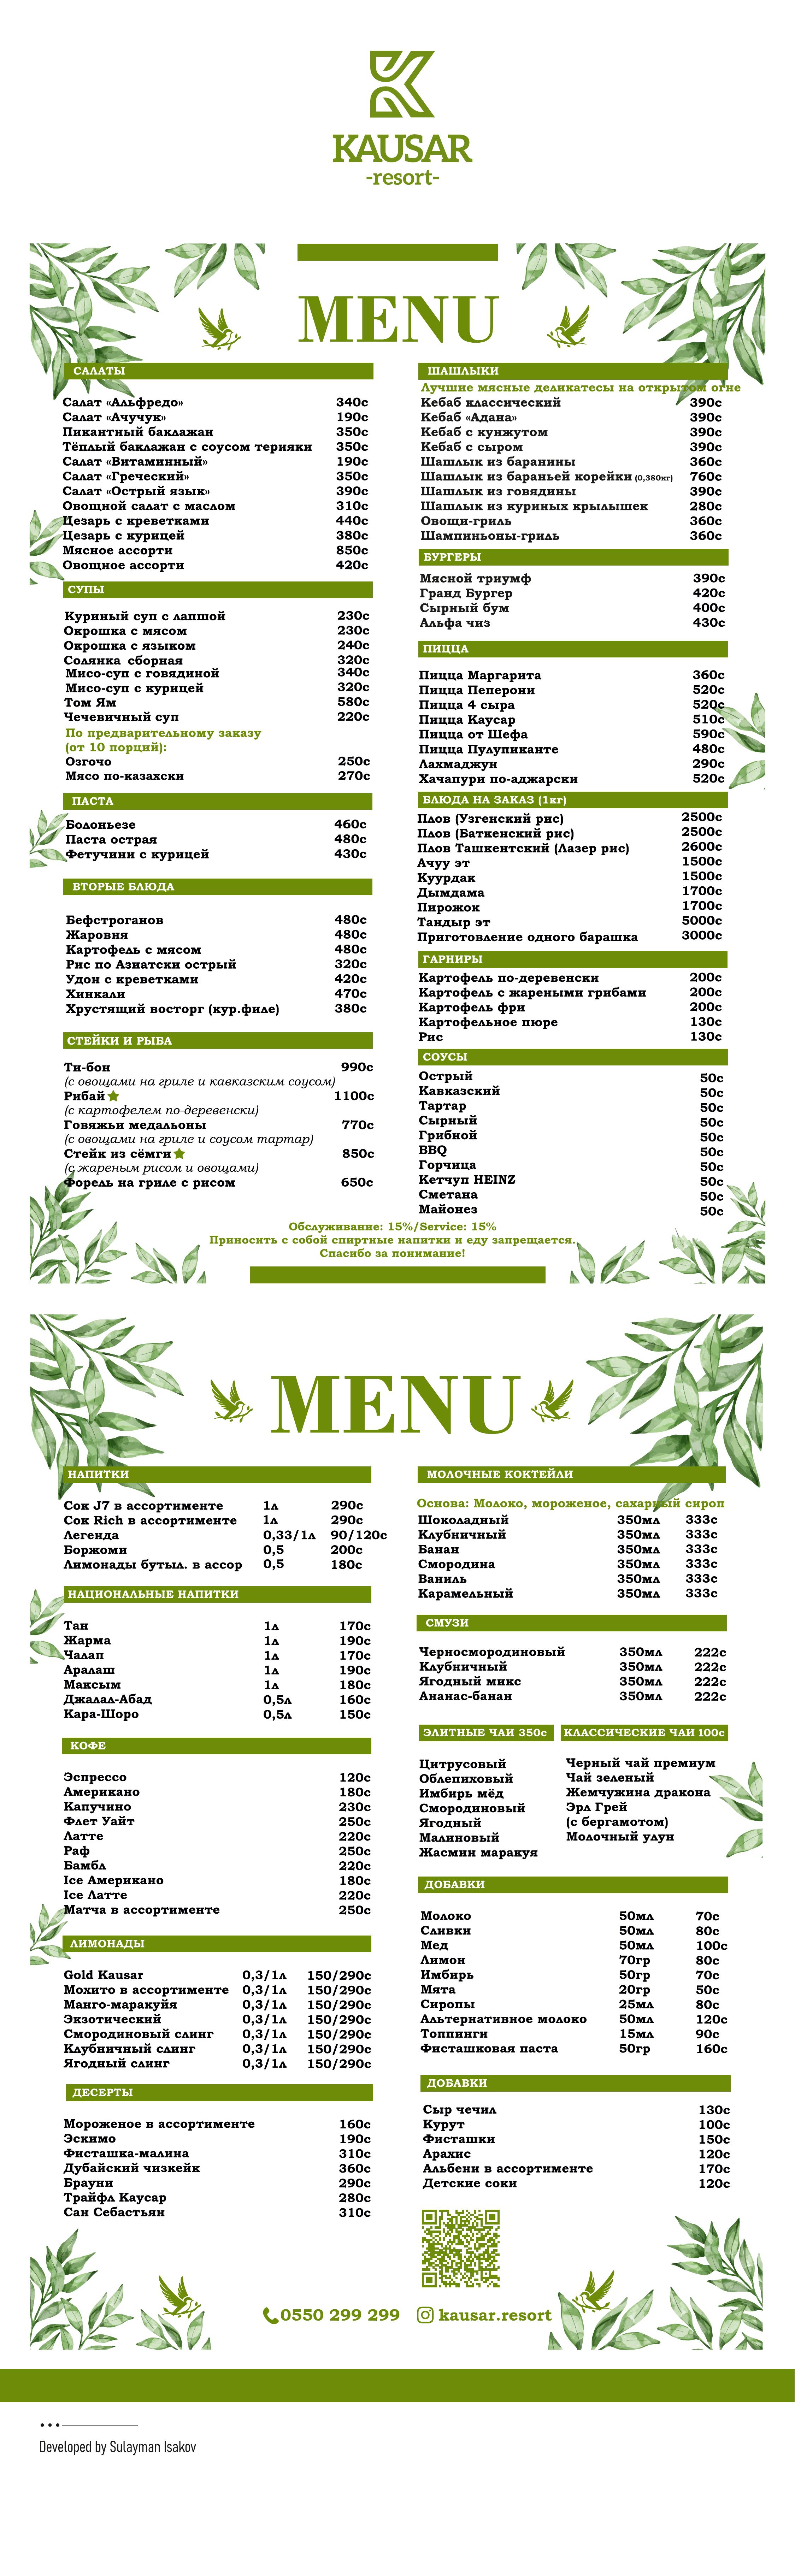 KAUSAR
-resort-
MENU
САЛАТЫ
Салат «Альфредо» 340с
Салат «Ачучук» 190с
Пикантный баклажан 350с
Тёплый баклажан с соусом терияки 350с
Салат «Витаминный» 190с
Салат «Греческий» 350с
Салат «Острый язык» 390с
Овощной салат с маслом 310с
Цезарь с креветками 440с
Цезарь с курицей 380с
Мясное ассорти 850с
Овощное ассорти 420с
СУПЫ
Куриный суп с лапшой 230с
Окрошка с мясом 230с
Окрошка с языком 240с
Солянка сборная 320с
Мисо-суп с говядиной 340с
Мисо-суп с курицей 320с
Том Ям 580с
Чечевичный суп 220с
По предварительному заказу
(от 10 порций):
Озгочо 250с
Мясо по-казахски 270с
ПАСТА
Болоньезе 460с
Паста острая 480с
Фетучини с курицей 430с
ВТОРЫЕ БЛЮДА
Бефстроганов 480с
Жаровня 480с
Картофель с мясом 480с
Рис по Азиатски острый 320с
Удон с креветками 420с
Хинкали 470с
Хрустящий восторг (кур.филе) 380с
СТЕЙКИ И РЫБА
Ти-бон 990с
(с овощами на гриле и кавказским соусом)
Рибай 1100с
(с картофелем по-деревенски)
Говяжьи медальоны 770с
(с овощами на гриле и соусом тартар)
Стейк из сёмги 850с
(с жареным рисом и овощами)
Форель на гриле с рисом 650с
ШАШЛЫКИ
Лучшие мясные деликатесы на открытом огне
Кебаб классический 390с
Кебаб «Адана» 390с
Кебаб с кунжутом 390с
Кебаб с сыром 390с
Шашлык из баранины 360с
Шашлык из бараньей корейки (0,380кг) 760с
Шашлык из говядины 390с
Шашлык из куриных крылышек 280с
Овощи-гриль 360с
Шампиньоны-гриль 360с
БУРГЕРЫ
Мясной триумф 390с
Гранд Бургер 420с
Сырный бум 400с
Альфа чиз 430с
ПИЦЦА
Пицца Маргарита 360с
Пицца Пеперони 520с
Пицца 4 сыра 520с
Пицца Каусар 510с
Пицца от Шефа 590с
Пицца Пулупиканте 480с
Лахмаджун 290с
Хачапури по-аджарски 520с
БЛЮДА НА ЗАКАЗ (1кг)
Плов (Узгенский рис) 2500с
Плов (Баткенский рис) 2500с
Плов Ташкентский (Лазер рис) 2600с
Ачуу эт 1500с
Куурдак 1500с
Дымдама 1700с
Пирожок 1700с
Тандыр эт 5000с
Приготовление одного барашка 3000с
ГАРНИРЫ
Картофель по-деревенски 200с
Картофель с жареными грибами 200с
Картофель фри 200с
Картофельное пюре 130с
Рис 130с
СОУСЫ
Острый 50с
Кавказский 50с
Тартар 50с
Сырный 50с
Грибной 50с
BBQ 50с
Горчица 50с
Кетчуп HEINZ 50с
Сметана 50с
Майонез 50с
Обслуживание: 15%/Service: 15%
Приносить с собой спиртные напитки и еду запрещается.
Спасибо за понимание!
MENU
НАПИТКИ
Сок J7 в ассортименте 1л 290с
Сок Rich в ассортименте 1л 290с
Легенда 0,33/1л 90/120с
Боржоми 0,5 200с
Лимонады бутыл. в ассор 0,5 180с
НАЦИОНАЛЬНЫЕ НАПИТКИ
Тан 1л 170с
Жарма 1л 190с
Чалап 1л 170с
Аралаш 1л 190с
Максым 1л 180с
Джалал-Абад 0,5л 160с
Кара-Шоро 0,5л 150с
КОФЕ
Эспрессо 120с
Американо 180с
Капучино 230с
Флет Уайт 250с
Латте 220с
Раф 250с
Бамбл 220с
Ice Американо 180с
Ice Латте 220с
Матча в ассортименте 250с
ЛИМОНАДЫ
Gold Kausar 0,3/1л 150/290с
Мохито в ассортименте 0,3/1л 150/290с
Манго-маракуйя 0,3/1л 150/290с
Экзотический 0,3/1л 150/290с
Смородиновый слинг 0,3/1л 150/290с
Клубничный слинг 0,3/1л 150/290с
Ягодный слинг 0,3/1л 150/290с
ДЕСЕРТЫ
Мороженое в ассортименте 160с
Эскимо 190с
Фисташка-малина 310с
Дубайский чизкейк 360с
Брауни 290с
Трайфл Каусар 280с
Сан Себастьян 310с
МОЛОЧНЫЕ КОКТЕЙЛИ
Основа: Молоко, мороженое, сахарный сироп
Шоколадный 350мл 333с
Клубничный 350мл 333с
Банан 350мл 333с
Смородина 350мл 333с
Ваниль 350мл 333с
Карамельный 350мл 333с
СМУЗИ
Черносмородиновый 350мл 222с
Клубничный 350мл 222с
Ягодный микс 350мл 222с
Ананас-банан 350мл 222с
ЭЛИТНЫЕ ЧАИ 350с
Цитрусовый
Облепиховый
Имбирь мёд
Смородиновый
Ягодный
Малиновый
Жасмин маракуя
КЛАССИЧЕСКИЕ ЧАИ 100с
Черный чай премиум
Чай зеленый
Жемчужина дракона
Эрл Грей
(с бергамотом)
Молочный улун
ДОБАВКИ
Молоко 50мл 70с
Сливки 50мл 80с
Мед 50мл 100с
Лимон 70гр 80с
Имбирь 50гр 70с
Мята 20гр 50с
Сиропы 25мл 80с
Альтернативное молоко 50мл 120с
Топпинги 15мл 90с
Фисташковая паста 50гр 160с
ДОБАВКИ
Сыр чечил 130с
Курут 100с
Фисташки 150с
Арахис 120с
Альбени в ассортименте 170с
Детские соки 120с
0550 299 299 kausar.resort
Developed by Sulayman Isakov